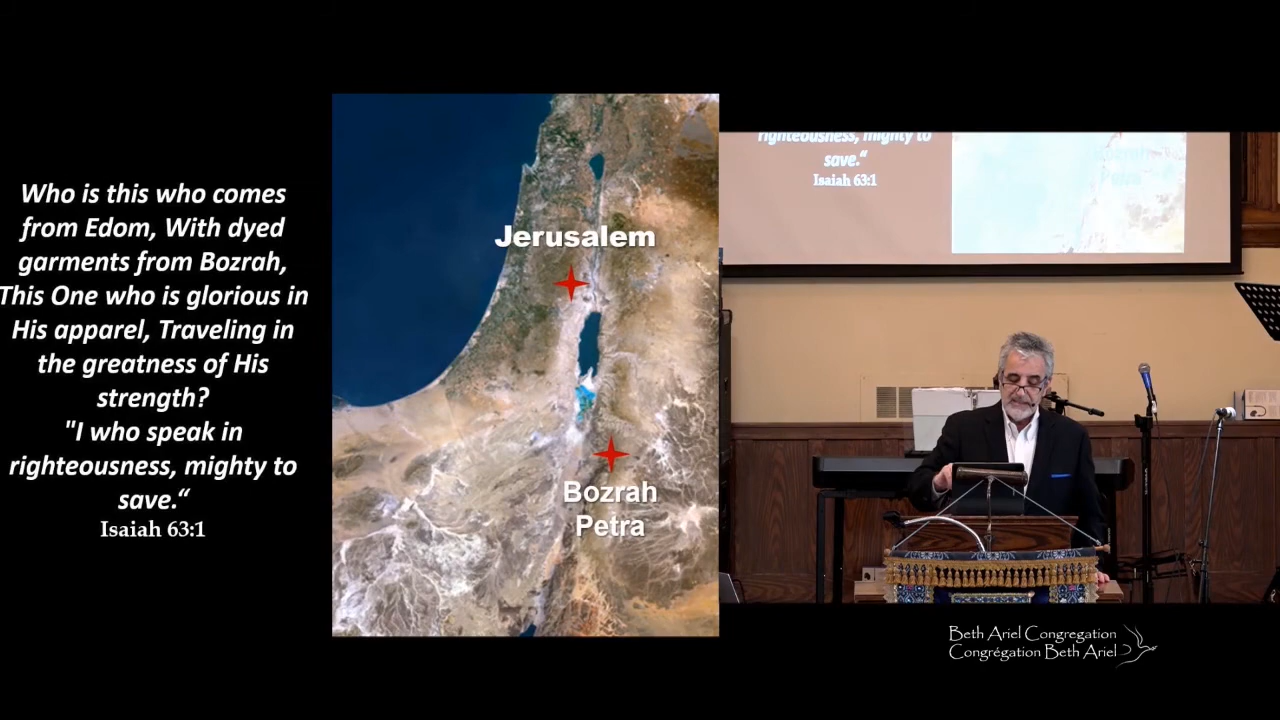 Who is this who comes
from Edom, With dyed
garments from Bozrah,
This One who is glorious in
His apparel, Traveling in
the greatness of His
strength?
"I who speak in
righteousness, mighty to
save.“
Isaiah 63:1
Jerusalem
Bozrah
Petra
righteousness, mighty to
save.“
Isaiah 63:1
Beth Ariel Congregation
Congrégation Beth Ariel